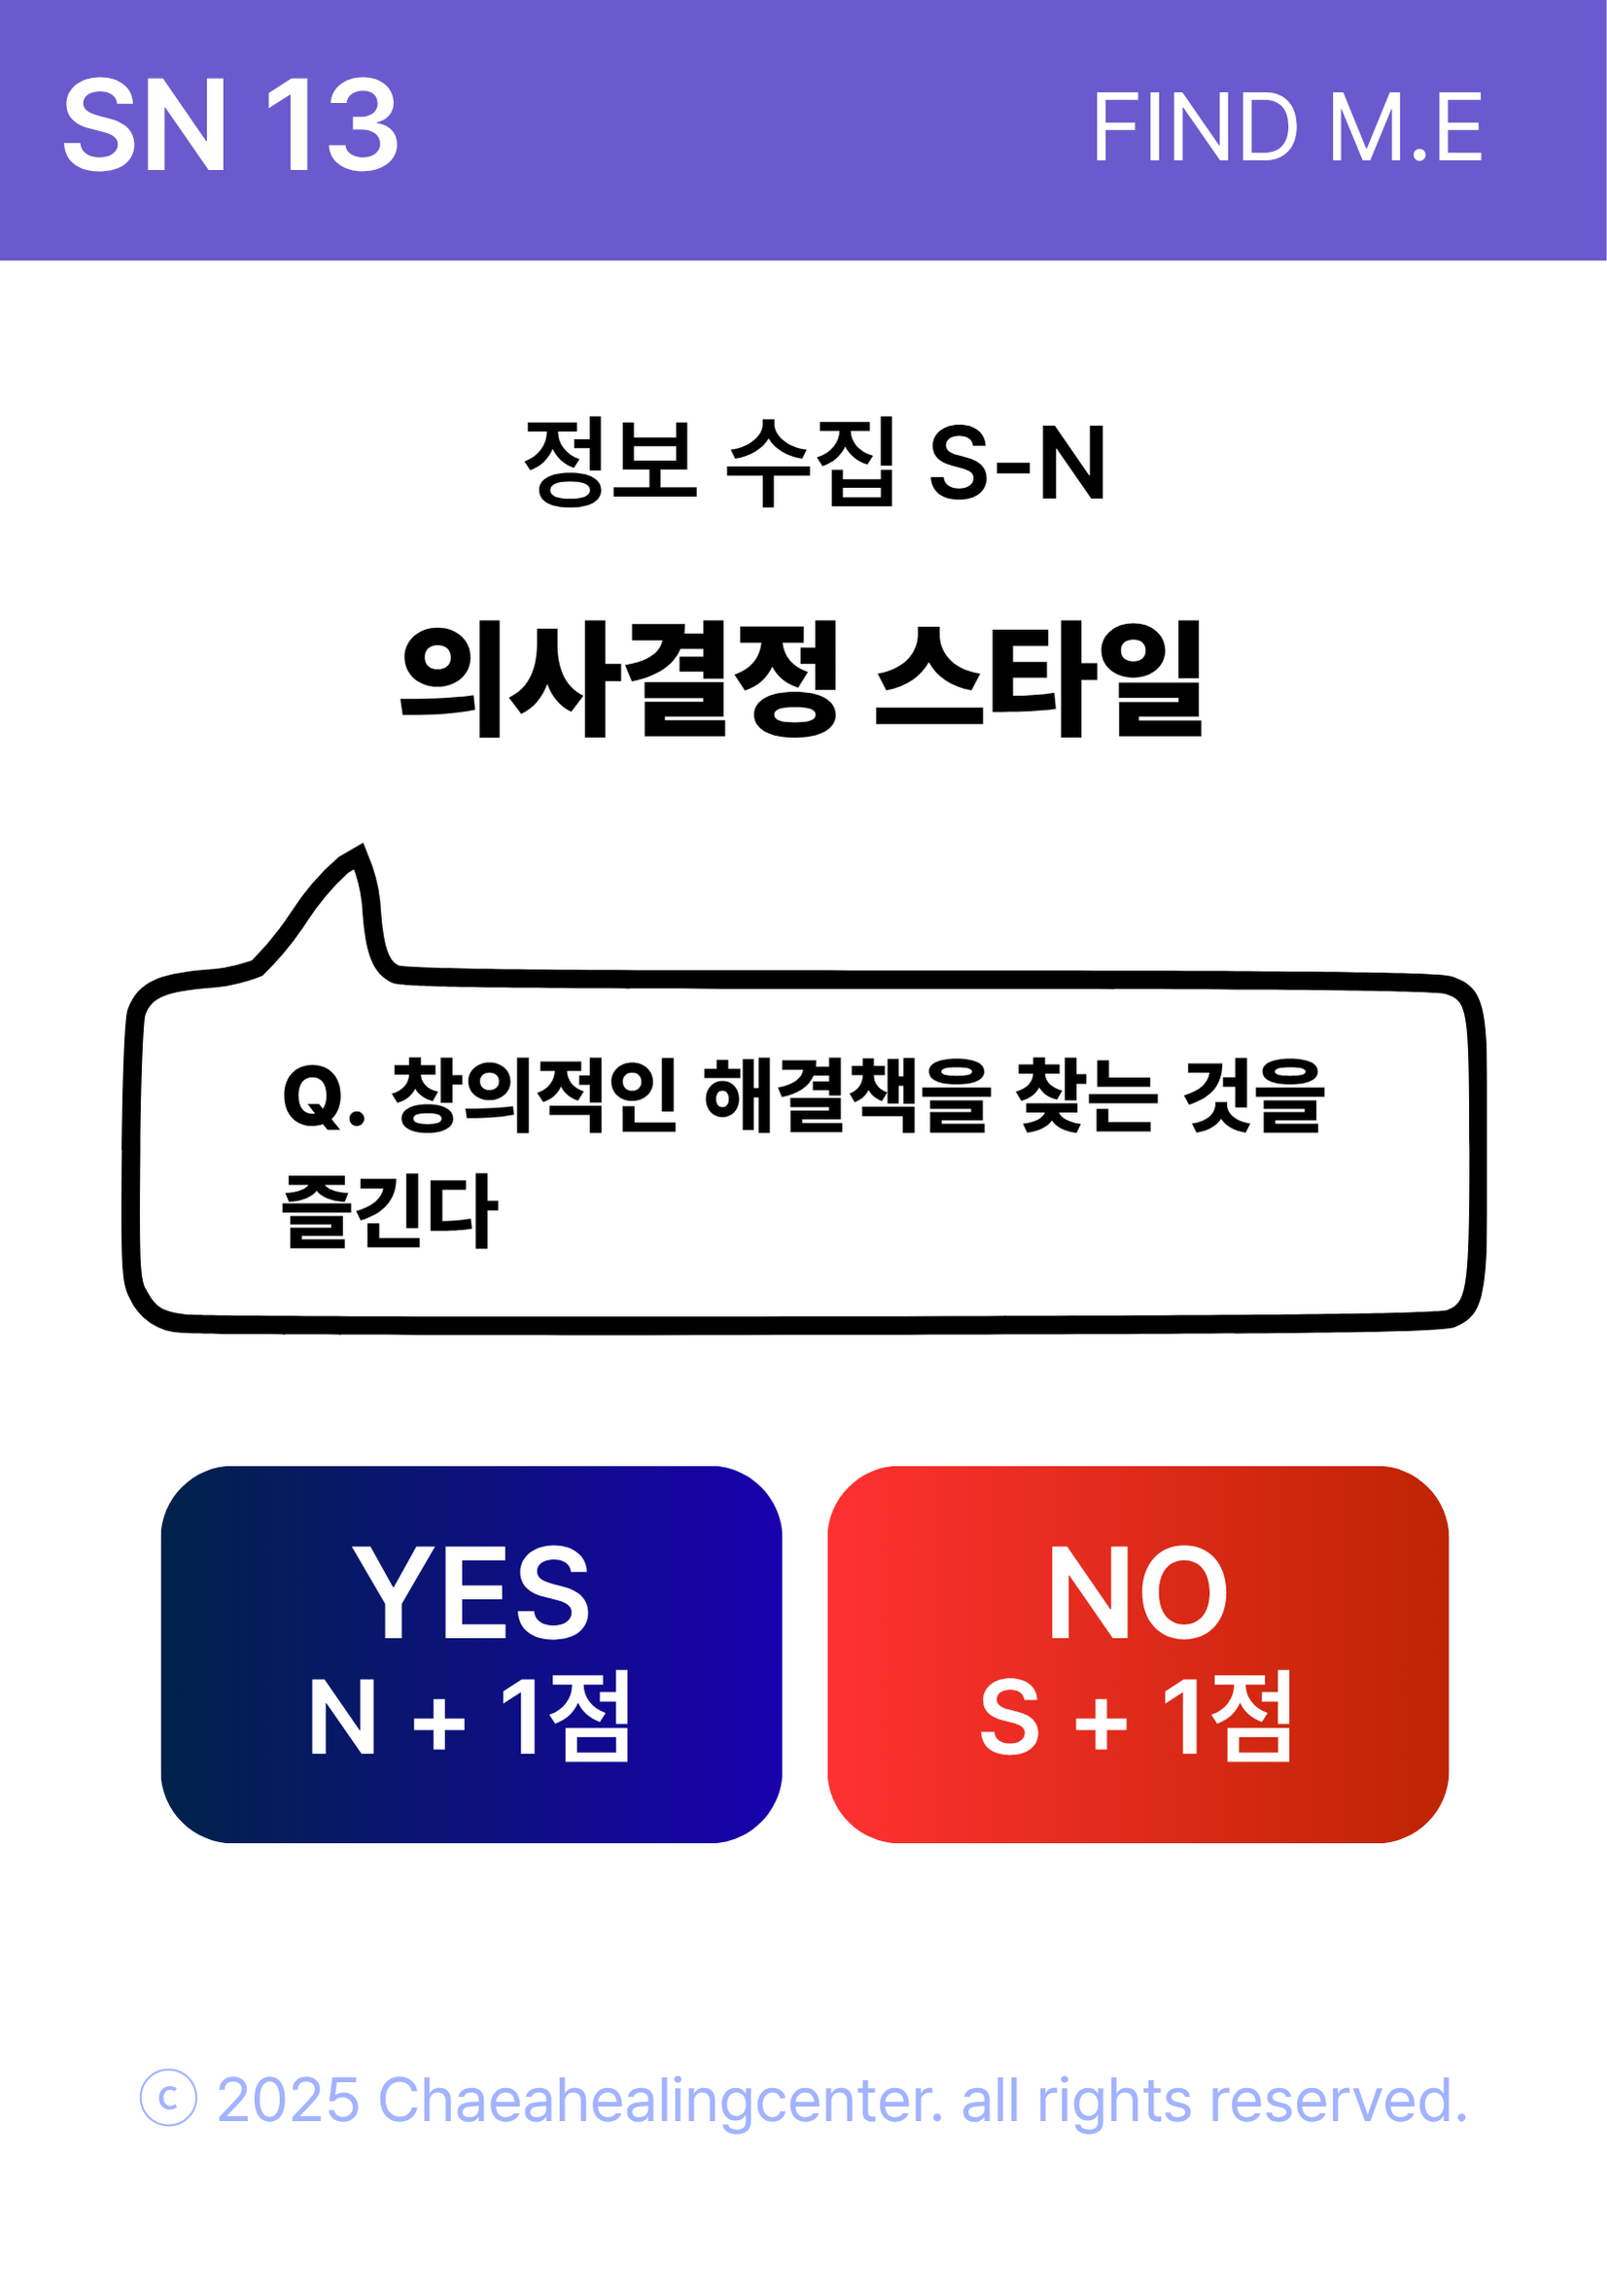 SN 13
FIND M.E
정보 수집 S-N
의사결정 스타일
Q. 창의적인 해결책을 찾는 것을
즐긴다
YES
N + 1점
NO
S + 1점
ⓒ 2025 Chaeahealingcenter. all rights reserved.